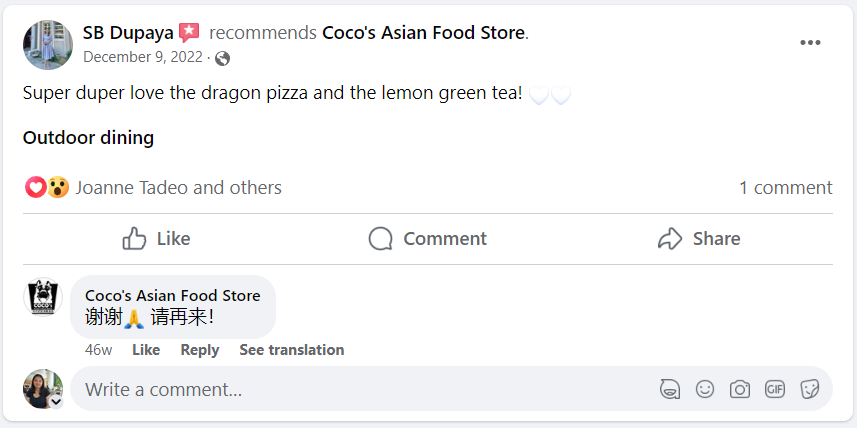 SB Dupaya recommends Coco's Asian Food Store.
December 9, 2022 ·
Super duper love the dragon pizza and the lemon green tea! 🤍🤍
Outdoor dining
Joanne Tadeo and others 1 comment
Like Comment Share
Coco's Asian Food Store
谢谢🙏 请再来!
46w Like Reply See translation
Write a comment...
GIF